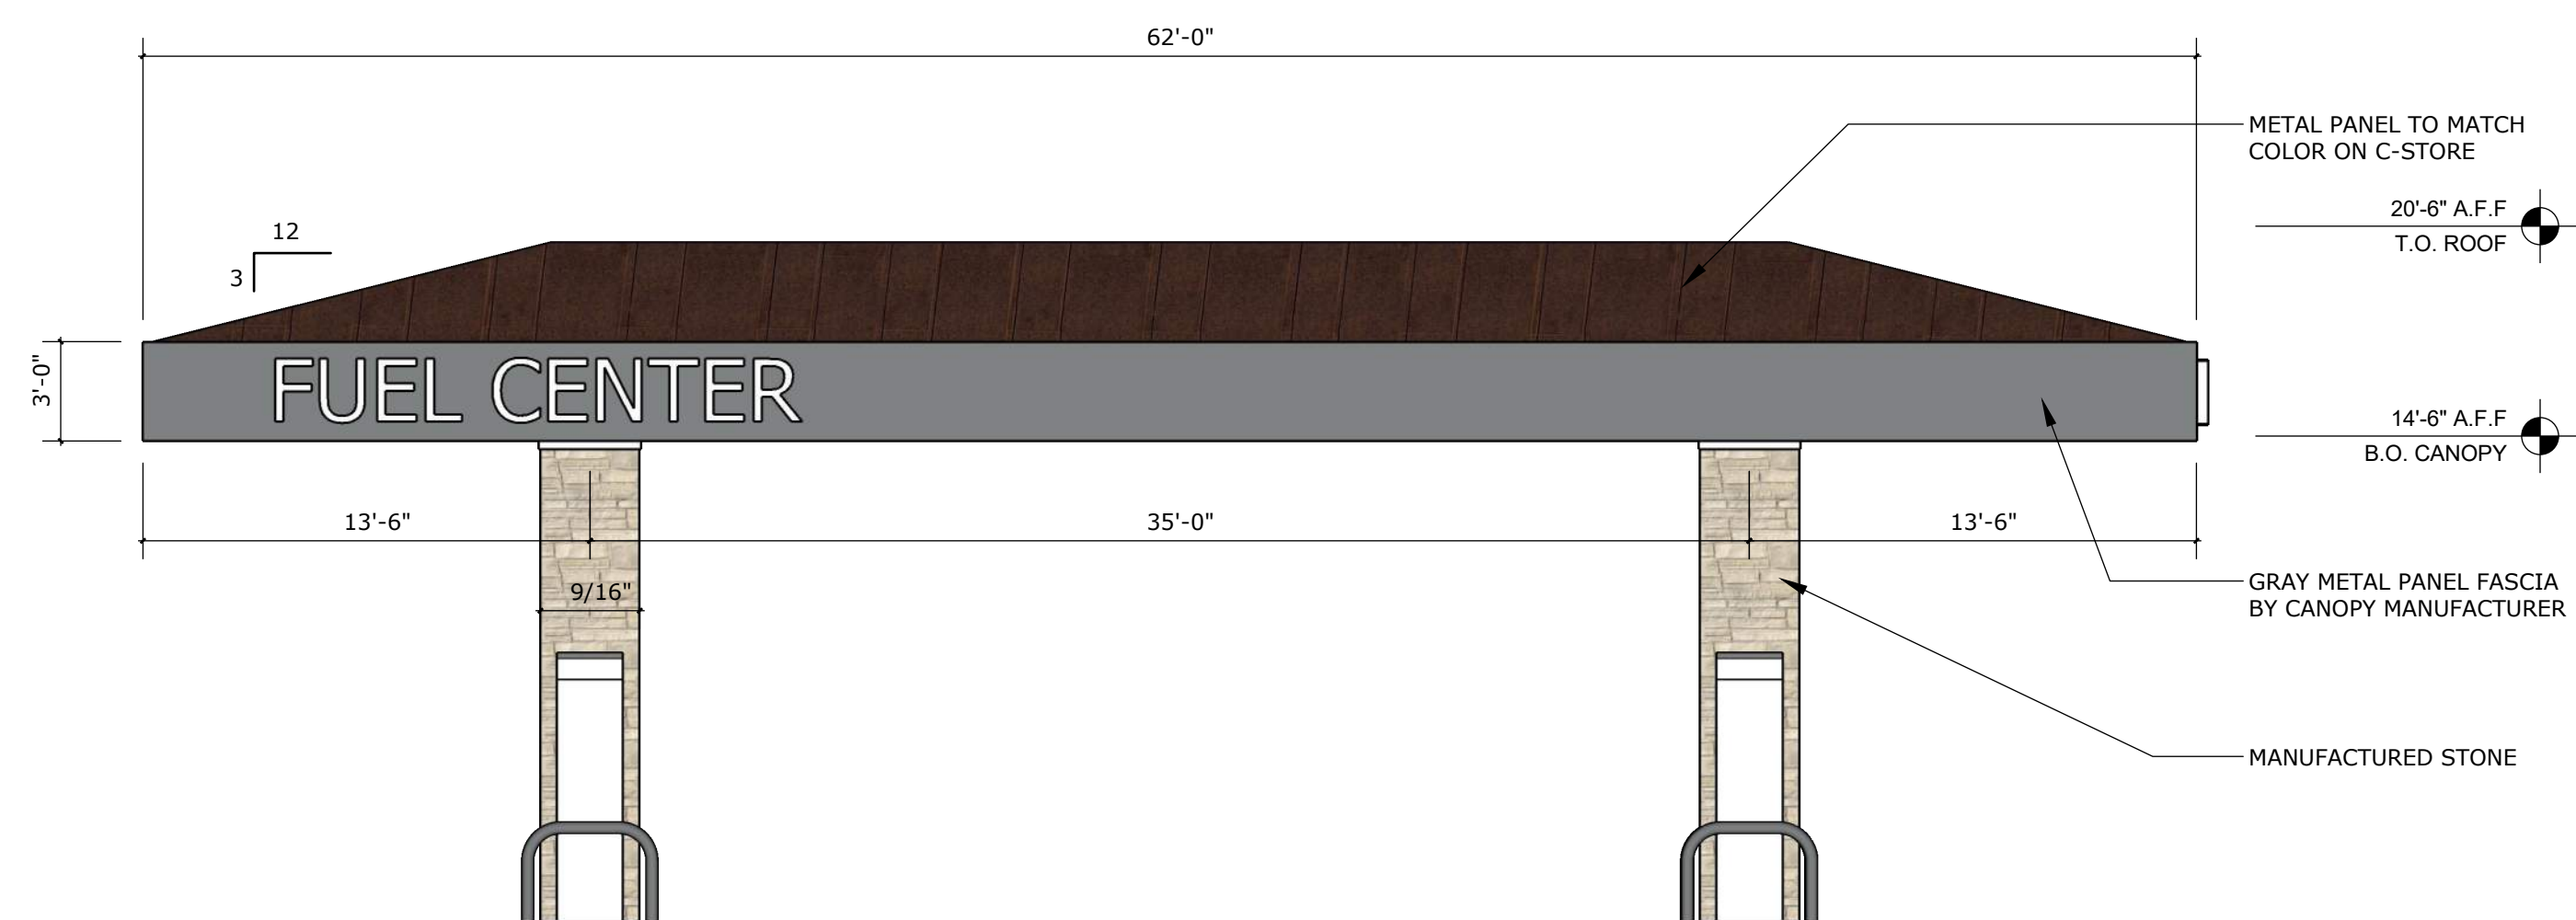 62'-0"
METAL PANEL TO MATCH
COLOR ON C-STORE
20'-6" A.F.F
T.O. ROOF
12
3
3'-0"
FUEL CENTER
14'-6" A.F.F
B.O. CANOPY
13'-6"
35'-0"
13'-6"
9/16"
GRAY METAL PANEL FASCIA
BY CANOPY MANUFACTURER
MANUFACTURED STONE